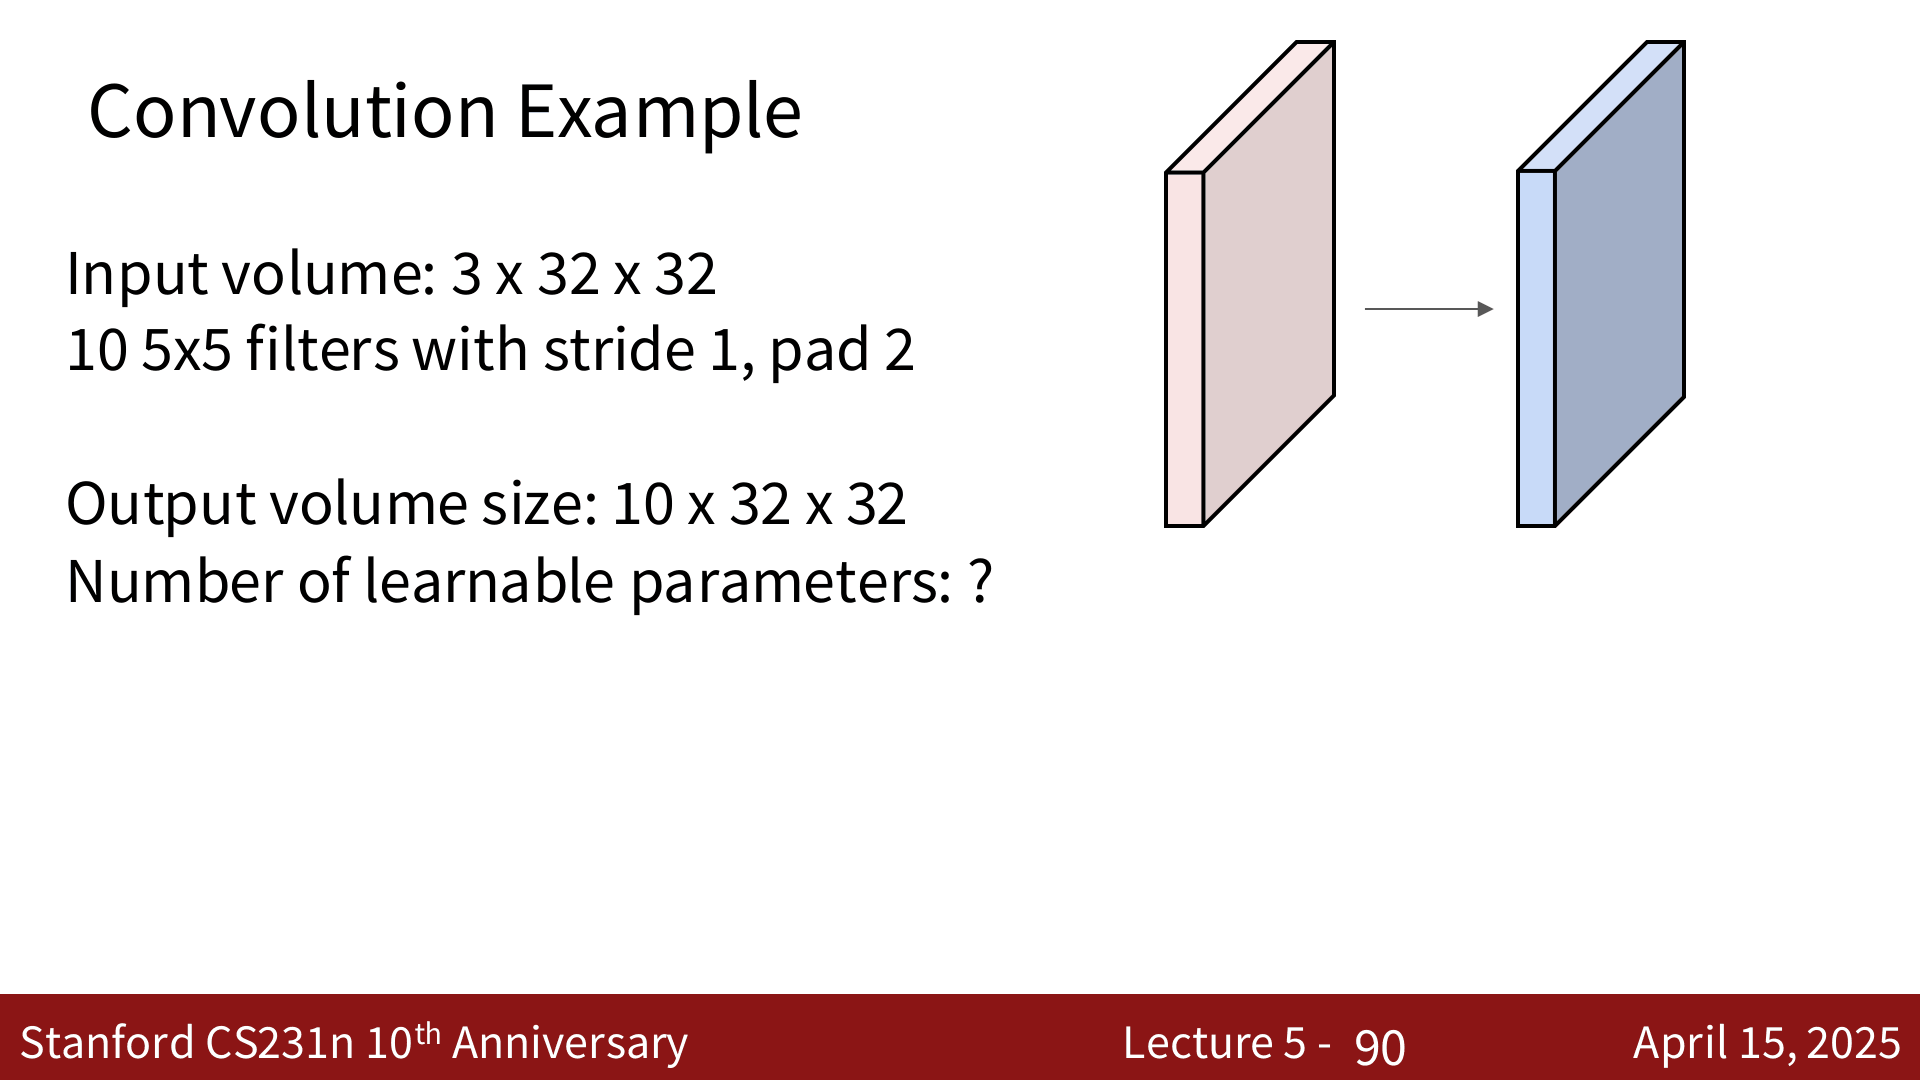 Convolution Example
Input volume: 3 x 32 x 32
10 5x5 filters with stride 1, pad 2
Output volume size: 10 x 32 x 32
Number of learnable parameters: ?
Stanford CS231n 10th Anniversary
Lecture 5 - 90
April 15, 2025